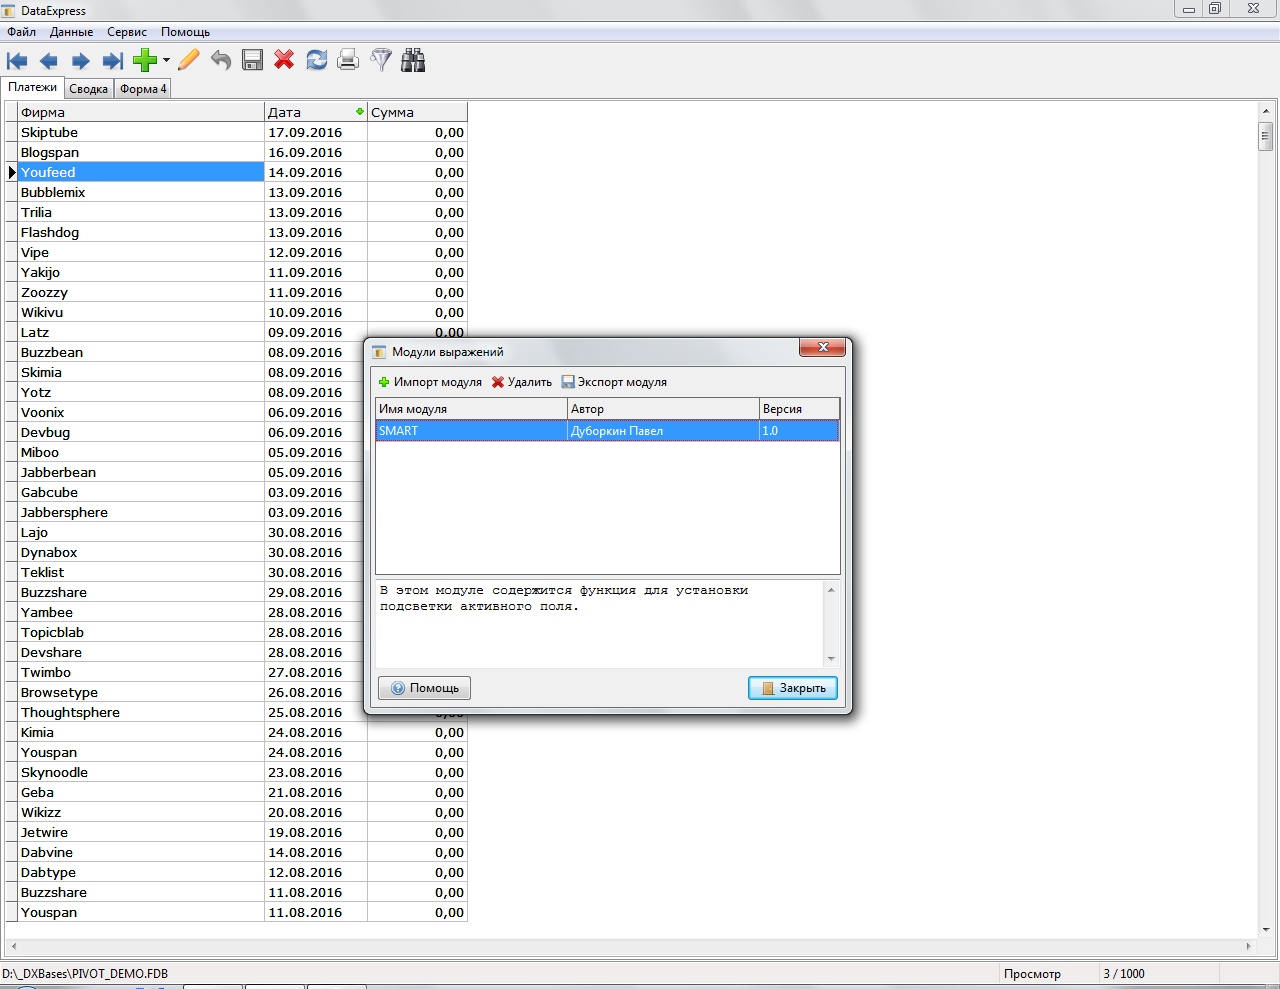 DataExpress
Файл Данные Сервис Помощь
Платежи Сводка Форма 4
Фирма Дата Сумма
Skiptube 17.09.2016 0,00
Blogspan 16.09.2016 0,00
Youfeed 14.09.2016 0,00
Bubblemix 13.09.2016 0,00
Trilia 13.09.2016 0,00
Flashdog 13.09.2016 0,00
Vipe 12.09.2016 0,00
Yakijo 11.09.2016 0,00
Zoozzy 11.09.2016 0,00
Wikivu 10.09.2016 0,00
Latz 09.09.2016 0,00
Buzzbean 08.09.2016
Skimia 08.09.2016
Yotz 08.09.2016
Voonix 06.09.2016
Devbug 06.09.2016
Miboo 05.09.2016
Jabberbean 05.09.2016
Gabcube 03.09.2016
Jabbersphere 03.09.2016
Lajo 30.08.2016
Dynabox 30.08.2016
Teklist 30.08.2016
Buzzshare 29.08.2016
Yambee 28.08.2016
Topicblab 28.08.2016
Devshare 28.08.2016
Twimbo 27.08.2016
Browsetype 26.08.2016
Thoughtsphere 25.08.2016 0,00
Kimia 24.08.2016 0,00
Youspan 24.08.2016 0,00
Skynoodle 23.08.2016 0,00
Geba 21.08.2016 0,00
Wikizz 20.08.2016 0,00
Jetwire 19.08.2016 0,00
Dabvine 14.08.2016 0,00
Dabtype 12.08.2016 0,00
Buzzshare 11.08.2016 0,00
Youspan 11.08.2016 0,00
Модули выражений
Импорт модуля Удалить Экспорт модуля
Имя модуля Автор Версия
SMART Дуборкин Павел 1.0
В этом модуле содержится функция для установки
подсветки активного поля.
Помощь Закрыть
D:\_DXBases\PIVOT_DEMO.FDB Просмотр 3 / 1000